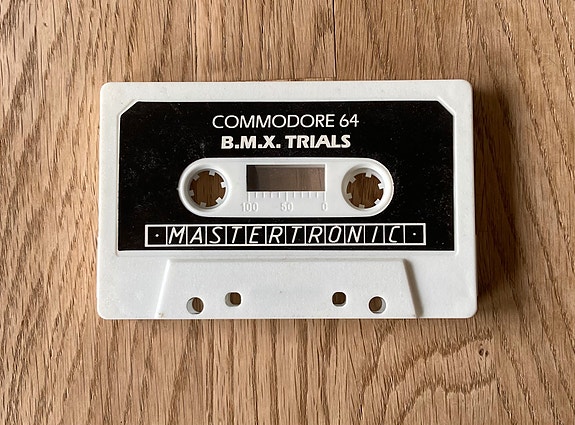 COMMODORE 64
B.M.X. TRIALS
100 50 0
· MASTERTRONIC ·